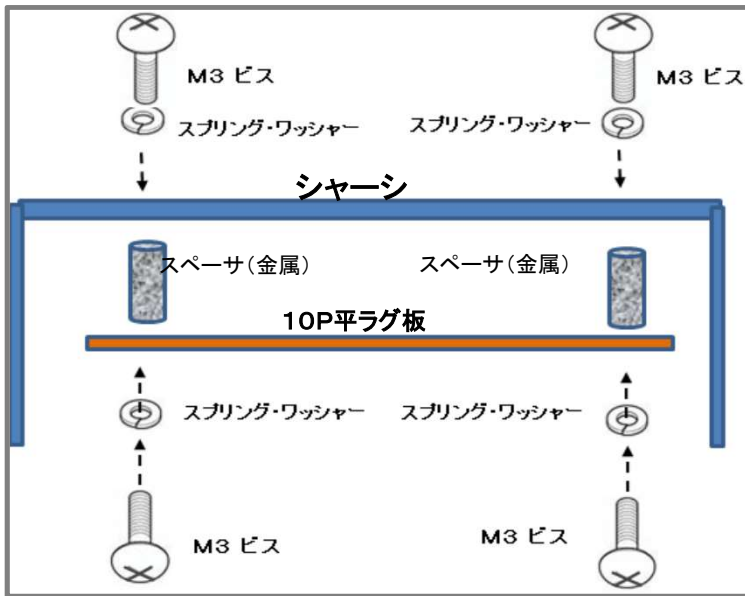 M3 ビス
M3 ビス
スプリング・ワッシャー
スプリング・ワッシャー
シャーシ
スペーサ（金属）
スペーサ（金属）
１０Ｐ平ラグ板
スプリング・ワッシャー
スプリング・ワッシャー
M3 ビス
M3 ビス